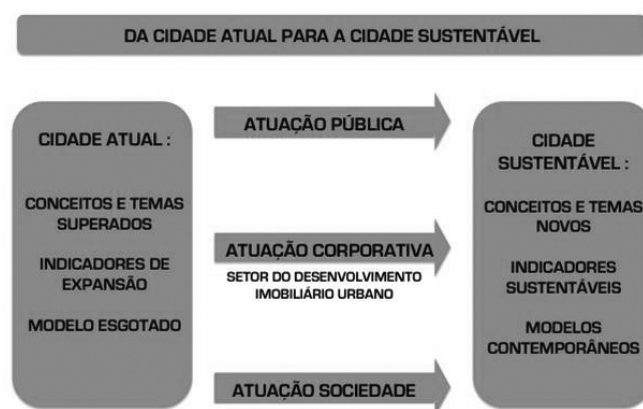 DA CIDADE ATUAL PARA A CIDADE SUSTENTÁVEL
CIDADE ATUAL :
CONCEITOS E TEMAS
SUPERADOS
INDICADORES DE
EXPANSÃO
MODELO ESGOTADO
ATUAÇÃO PÚBLICA
ATUAÇÃO CORPORATIVA
SETOR DO DESENVOLVIMENTO
IMOBILIÁRIO URBANO
ATUAÇÃO SOCIEDADE
CIDADE
SUSTENTÁVEL :
CONCEITOS E TEMAS
NOVOS
INDICADORES
SUSTENTÁVEIS
MODELOS
CONTEMPORÂNEOS